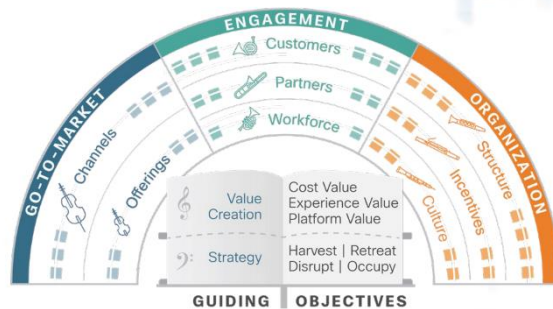 ENGAGEMENT
Customers
Partners
Workforce
GO-TO-MARKET
Channels
Offerings
ORGANIZATION
Structure
Incentives
Culture
Value
Creation
Cost Value
Experience Value
Platform Value
Strategy
Harvest | Retreat
Disrupt | Occupy
GUIDING OBJECTIVES